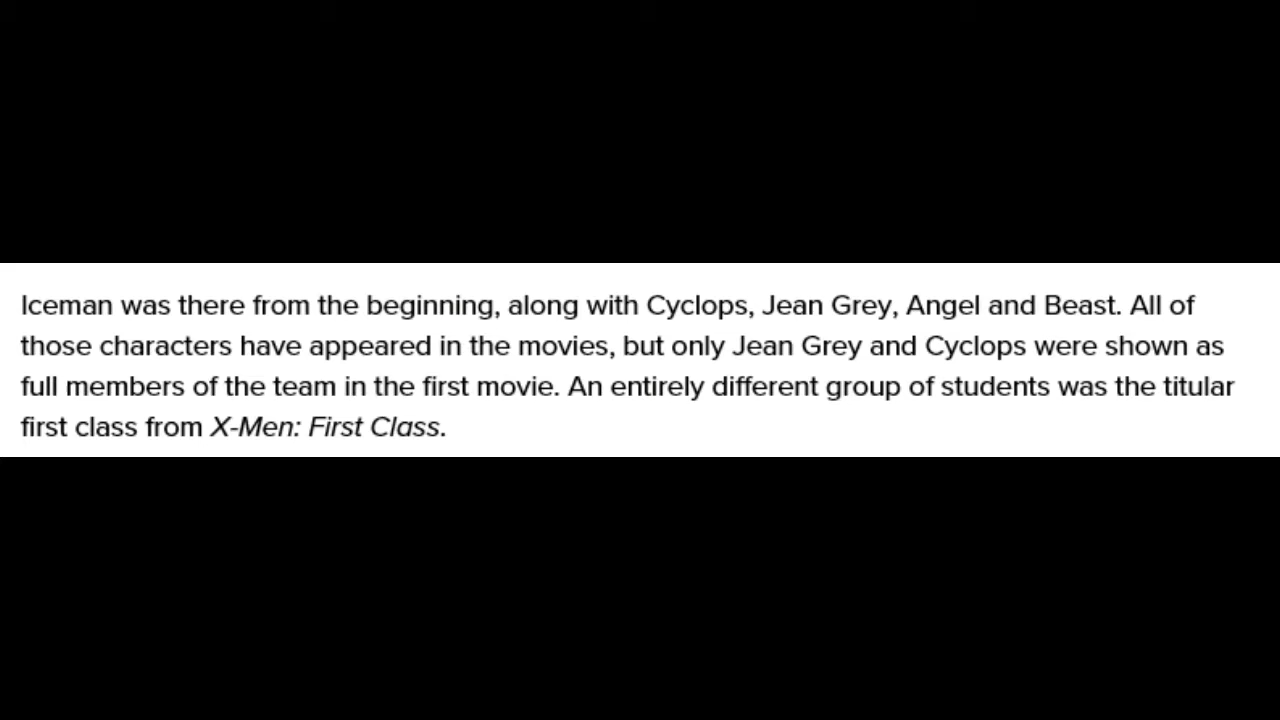 Iceman was there from the beginning, along with Cyclops, Jean Grey, Angel and Beast. All of
those characters have appeared in the movies, but only Jean Grey and Cyclops were shown as
full members of the team in the first movie. An entirely different group of students was the titular
first class from X-Men: First Class.